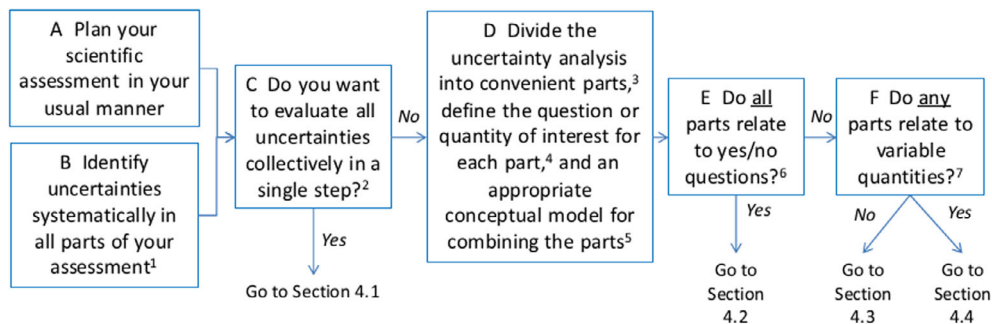 A Plan your
scientific
assessment in your
usual manner
B Identify
uncertainties
systematically in
all parts of your
assessment¹
C Do you want
to evaluate all
uncertainties
collectively in a
single step?²
No
Yes
Go to Section 4.1
D Divide the
uncertainty analysis
into convenient parts,³
define the question or
quantity of interest for
each part,⁴ and an
appropriate
conceptual model for
combining the parts⁵
E Do all
parts relate
to yes/no
questions?⁶
No
Yes
Go to
Section
4.2
F Do any
parts relate to
variable
quantities?⁷
No
Yes
Go to
Section
4.3
Go to
Section
4.4